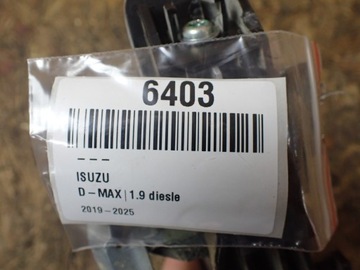 6403
– – –
ISUZU
D – MAX | 1.9 diesle
2019 – 2025